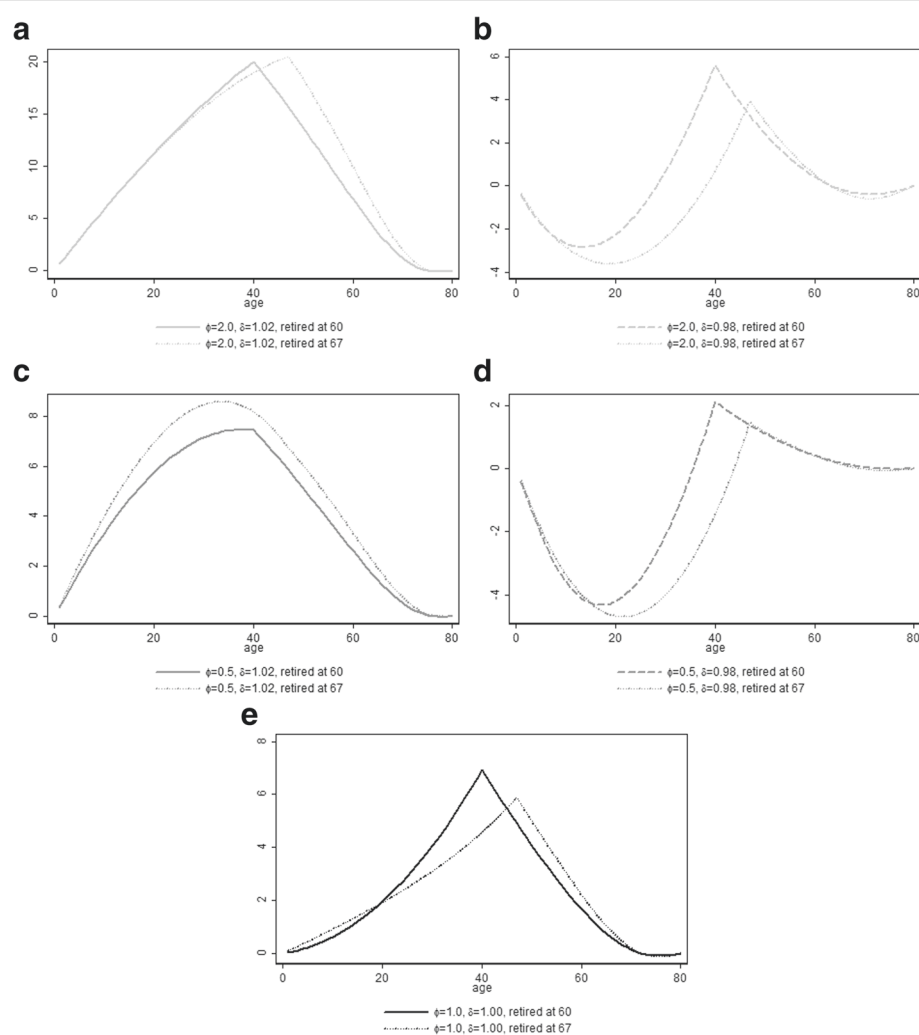 a
20
15
10
5
0
0 20 40 60 80
age
φ=2.0, δ=1.02, retired at 60
φ=2.0, δ=1.02, retired at 67
b
6
4
2
0
-2
-4
0 20 40 60 80
age
φ=2.0, δ=0.98, retired at 60
φ=2.0, δ=0.98, retired at 67
c
8
6
4
2
0
0 20 40 60 80
age
φ=0.5, δ=1.02, retired at 60
φ=0.5, δ=1.02, retired at 67
d
2
0
-2
-4
0 20 40 60 80
age
φ=0.5, δ=0.98, retired at 60
φ=0.5, δ=0.98, retired at 67
e
8
6
4
2
0
0 20 40 60 80
age
φ=1.0, δ=1.00, retired at 60
φ=1.0, δ=1.00, retired at 67